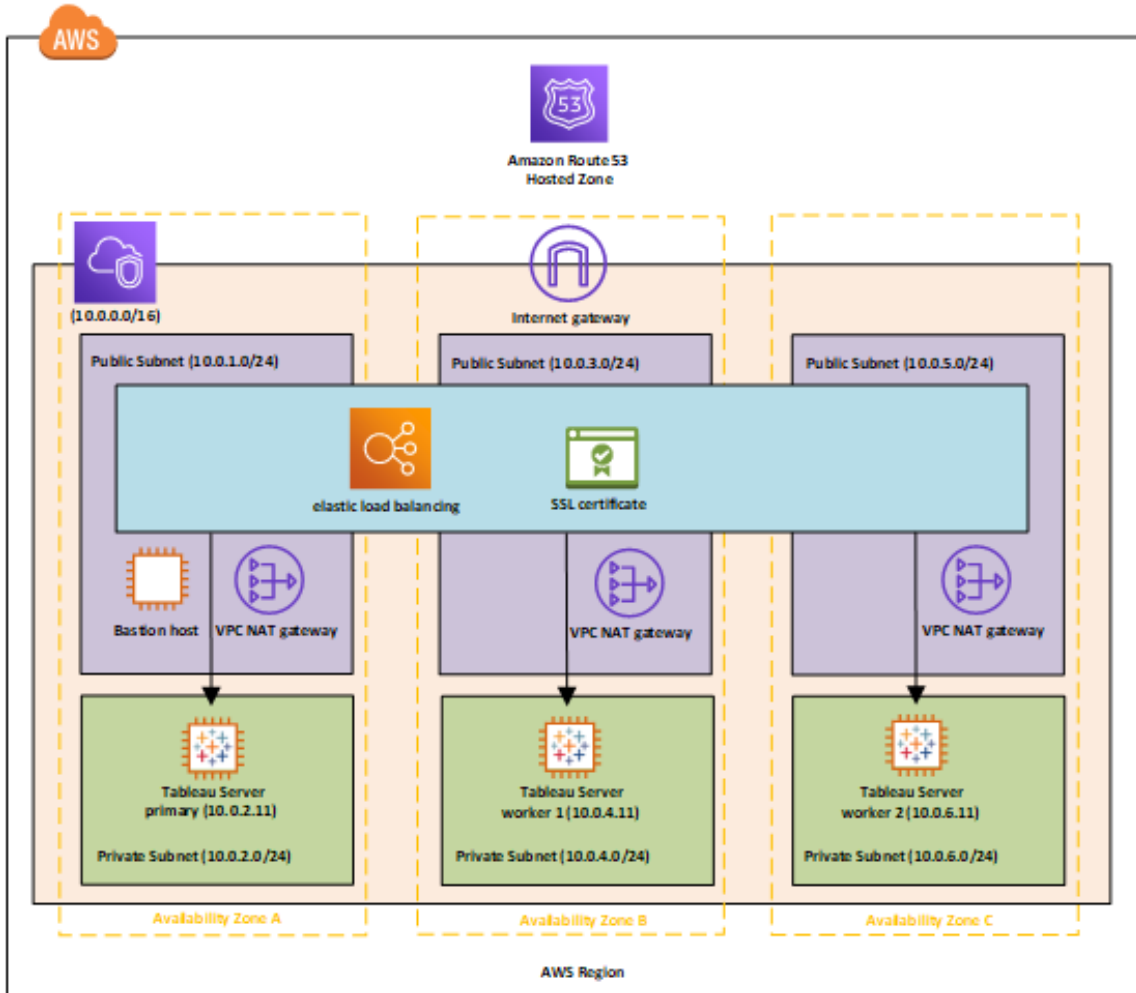 AWS
53
Amazon Route 53
Hosted Zone
(10.0.0.0/16)
Internet gateway
Public Subnet (10.0.1.0/24)
Public Subnet (10.0.3.0/24)
Public Subnet (10.0.5.0/24)
elastic load balancing
SSL certificate
Bastion host
VPC NAT gateway
VPC NAT gateway
VPC NAT gateway
Tableau Server
primary (10.0.2.11)
Tableau Server
worker 1 (10.0.4.11)
Tableau Server
worker 2 (10.0.6.11)
Private Subnet (10.0.2.0/24)
Private Subnet (10.0.4.0/24)
Private Subnet (10.0.6.0/24)
Availability Zone A
Availability Zone B
Availability Zone C
AWS Region